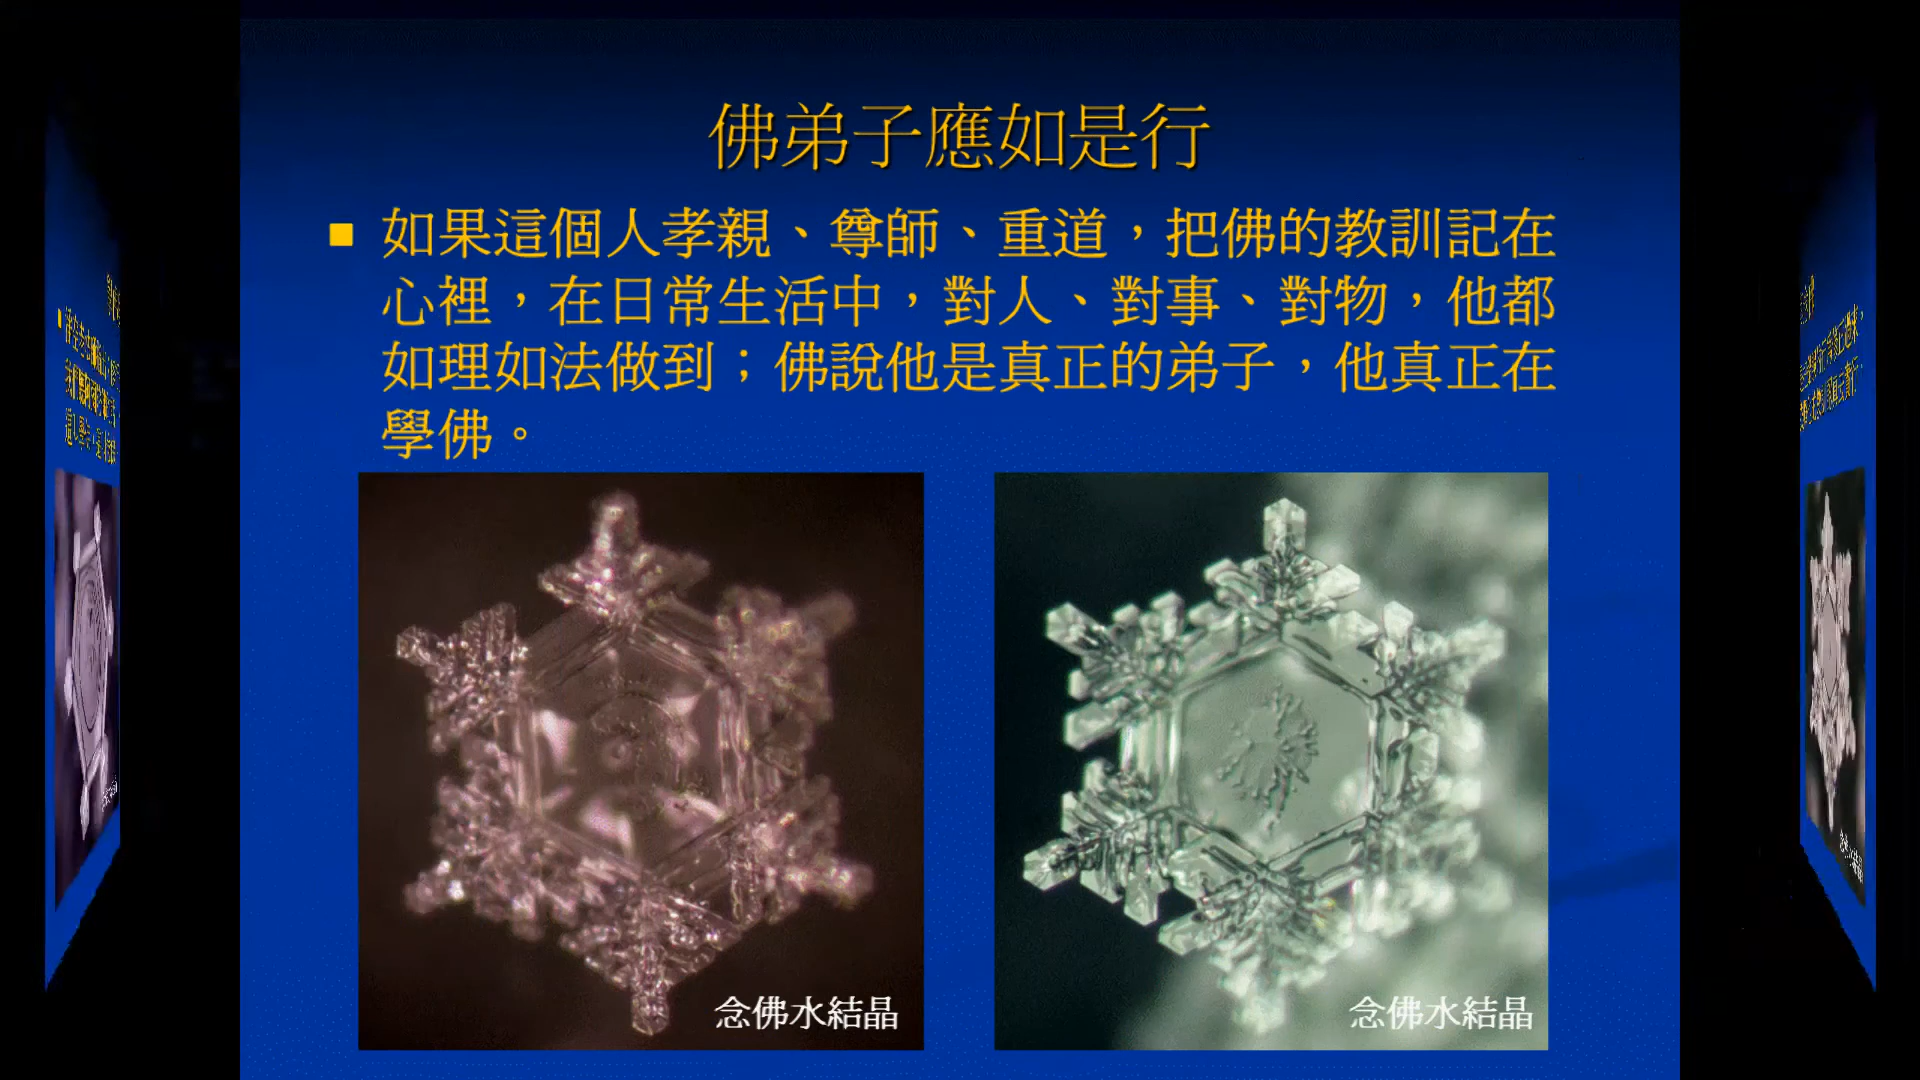 佛弟子應如是行
如果這個人孝親、尊師、重道，把佛的教訓記在
心裡，在日常生活中，對人、對事、對物，他都
如理如法做到；佛說他是真正的弟子，他真正在
學佛。
念佛水結晶
念佛水結晶